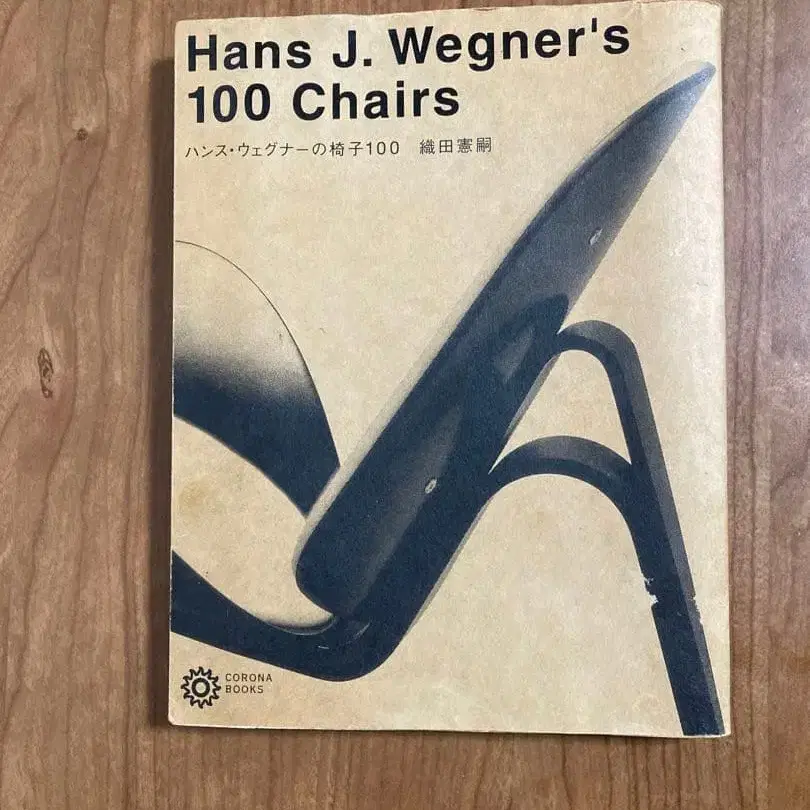 Hans J. Wegner's
100 Chairs
ハンス・ウェグナーの椅子100　織田憲嗣
CORONA
BOOKS